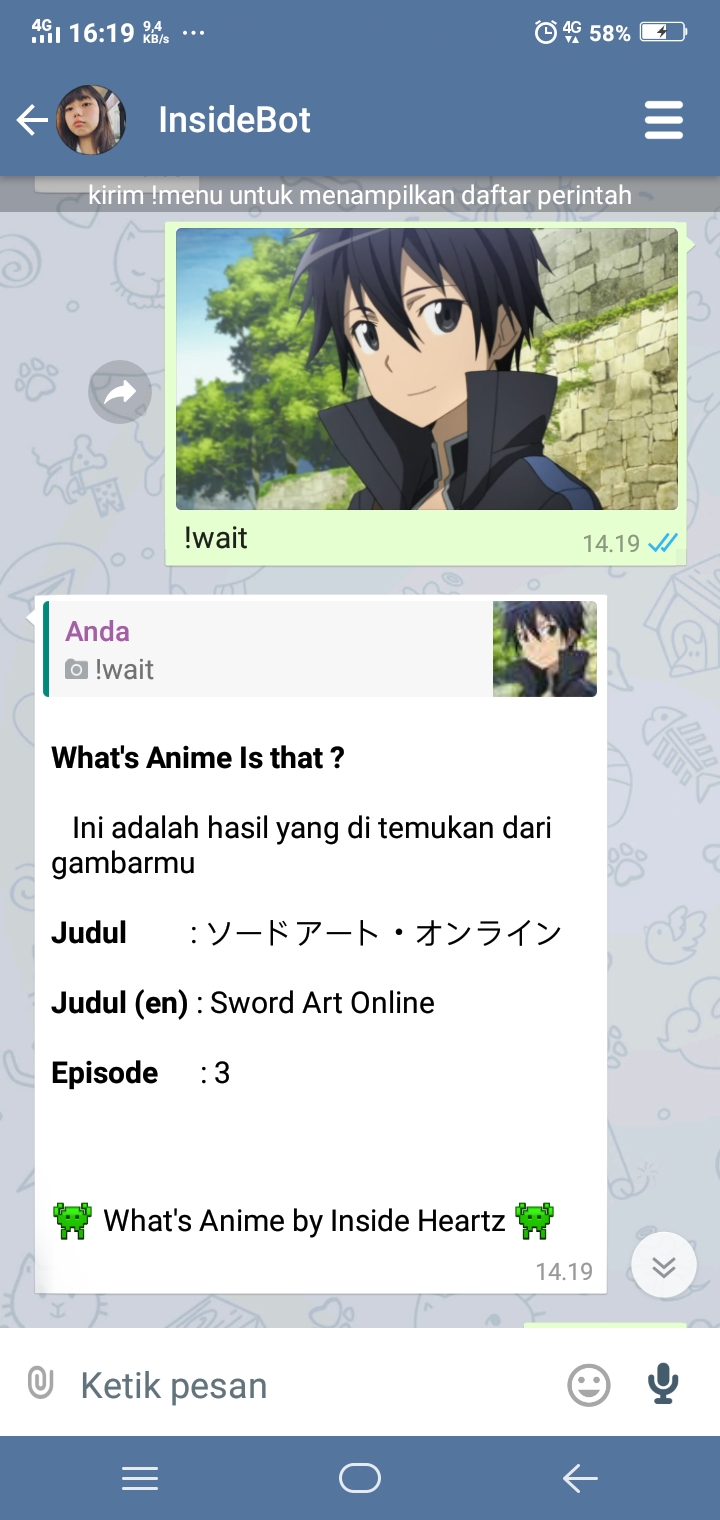 4G 16:19 9,4 KB/s ... 4G 58%
InsideBot
kirim !menu untuk menampilkan daftar perintah
!wait
14.19
Anda
!wait
What's Anime Is that ?
Ini adalah hasil yang di temukan dari
gambarmu
Judul : ソードアート・オンライン
Judul (en) : Sword Art Online
Episode : 3
What's Anime by Inside Heartz
14.19
Ketik pesan